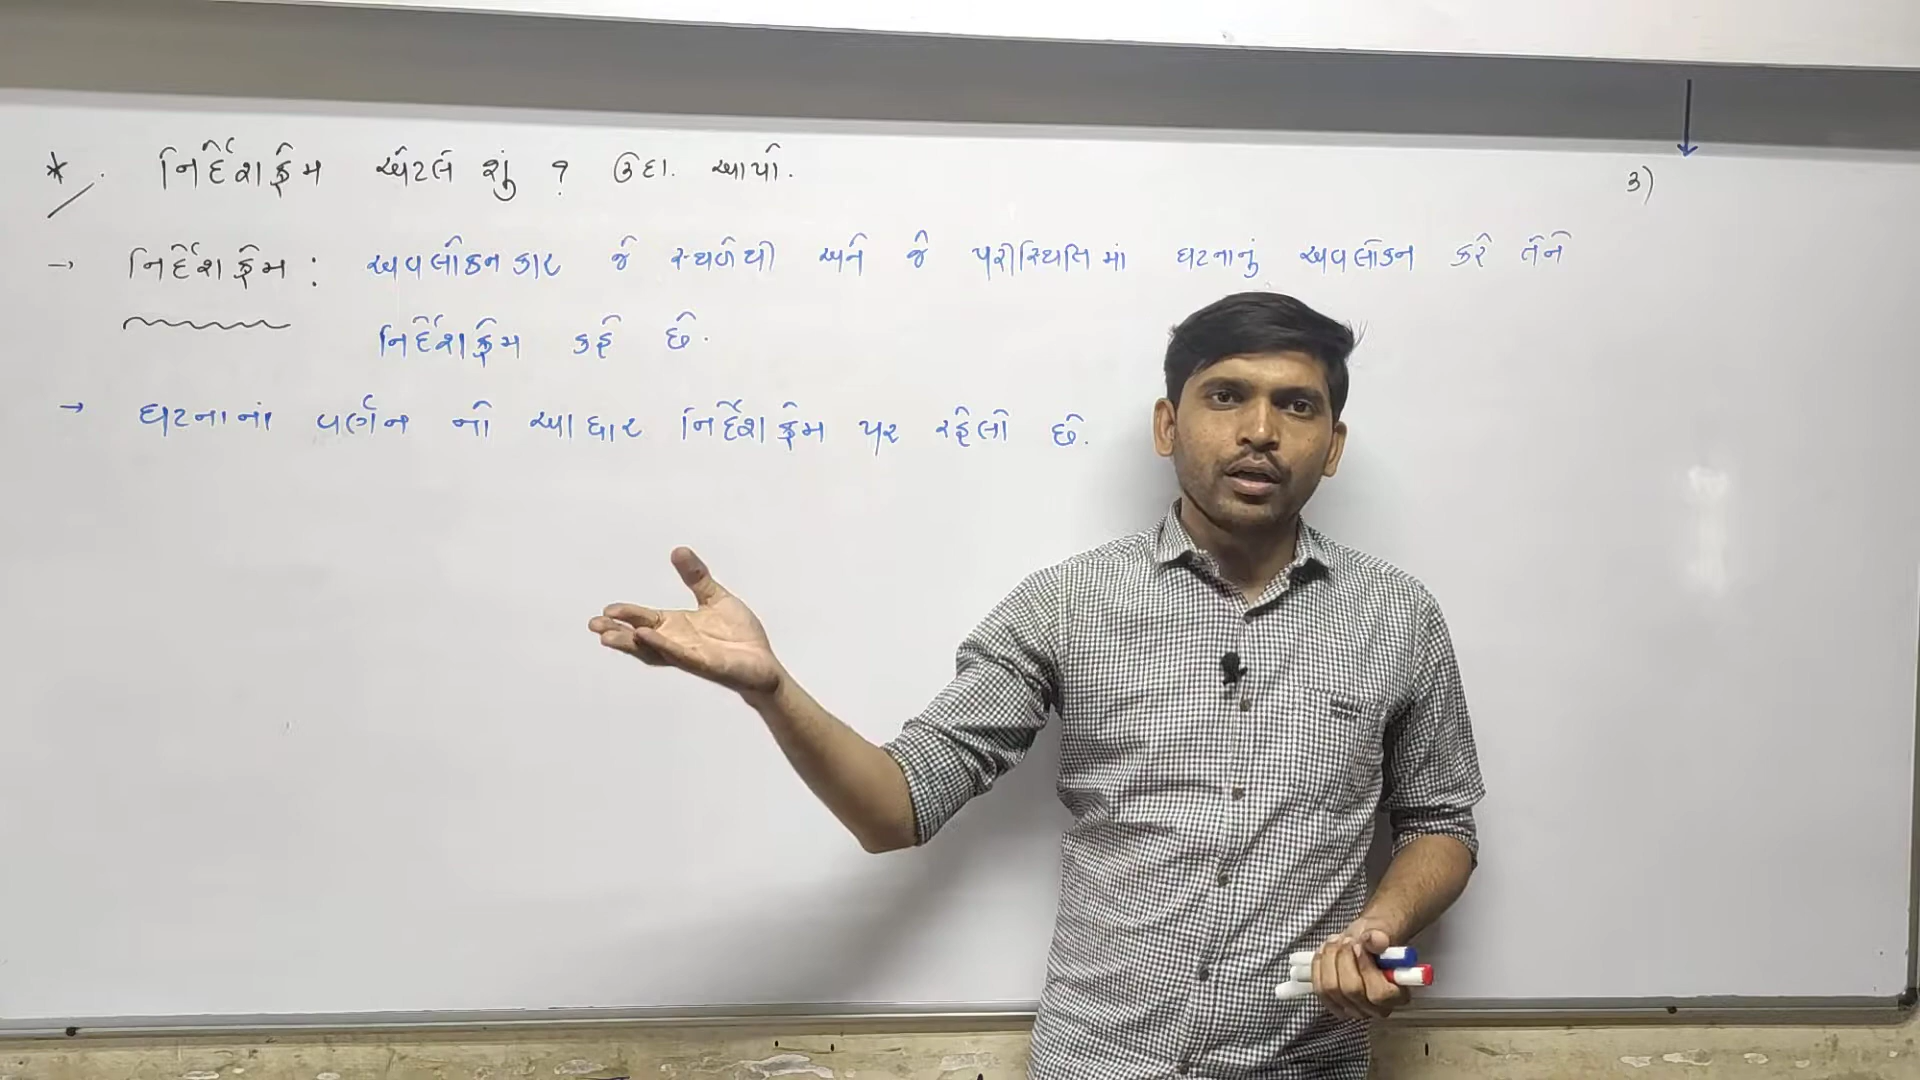 * નિર્દેશફ્રેમ એટલે શું ? ઉદા. આપો.
→ નિર્દેશફ્રેમ : અવલોકનકાર જે સ્થળેથી અને જે પરીસ્થિતિમાં ઘટનાનું અવલોકન કરે તેને
નિર્દેશફ્રેમ કહે છે.
→ ઘટનાનાં વર્ણન નો આધાર નિર્દેશફ્રેમ પર રહેલો છે.
3)